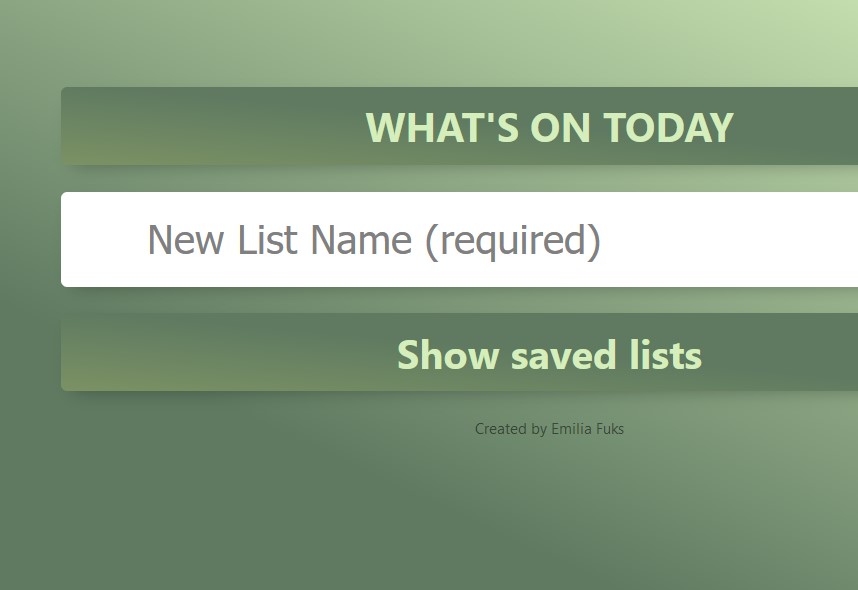 WHAT'S ON TODAY
New List Name (required)
Show saved lists
Created by Emilia Fuks